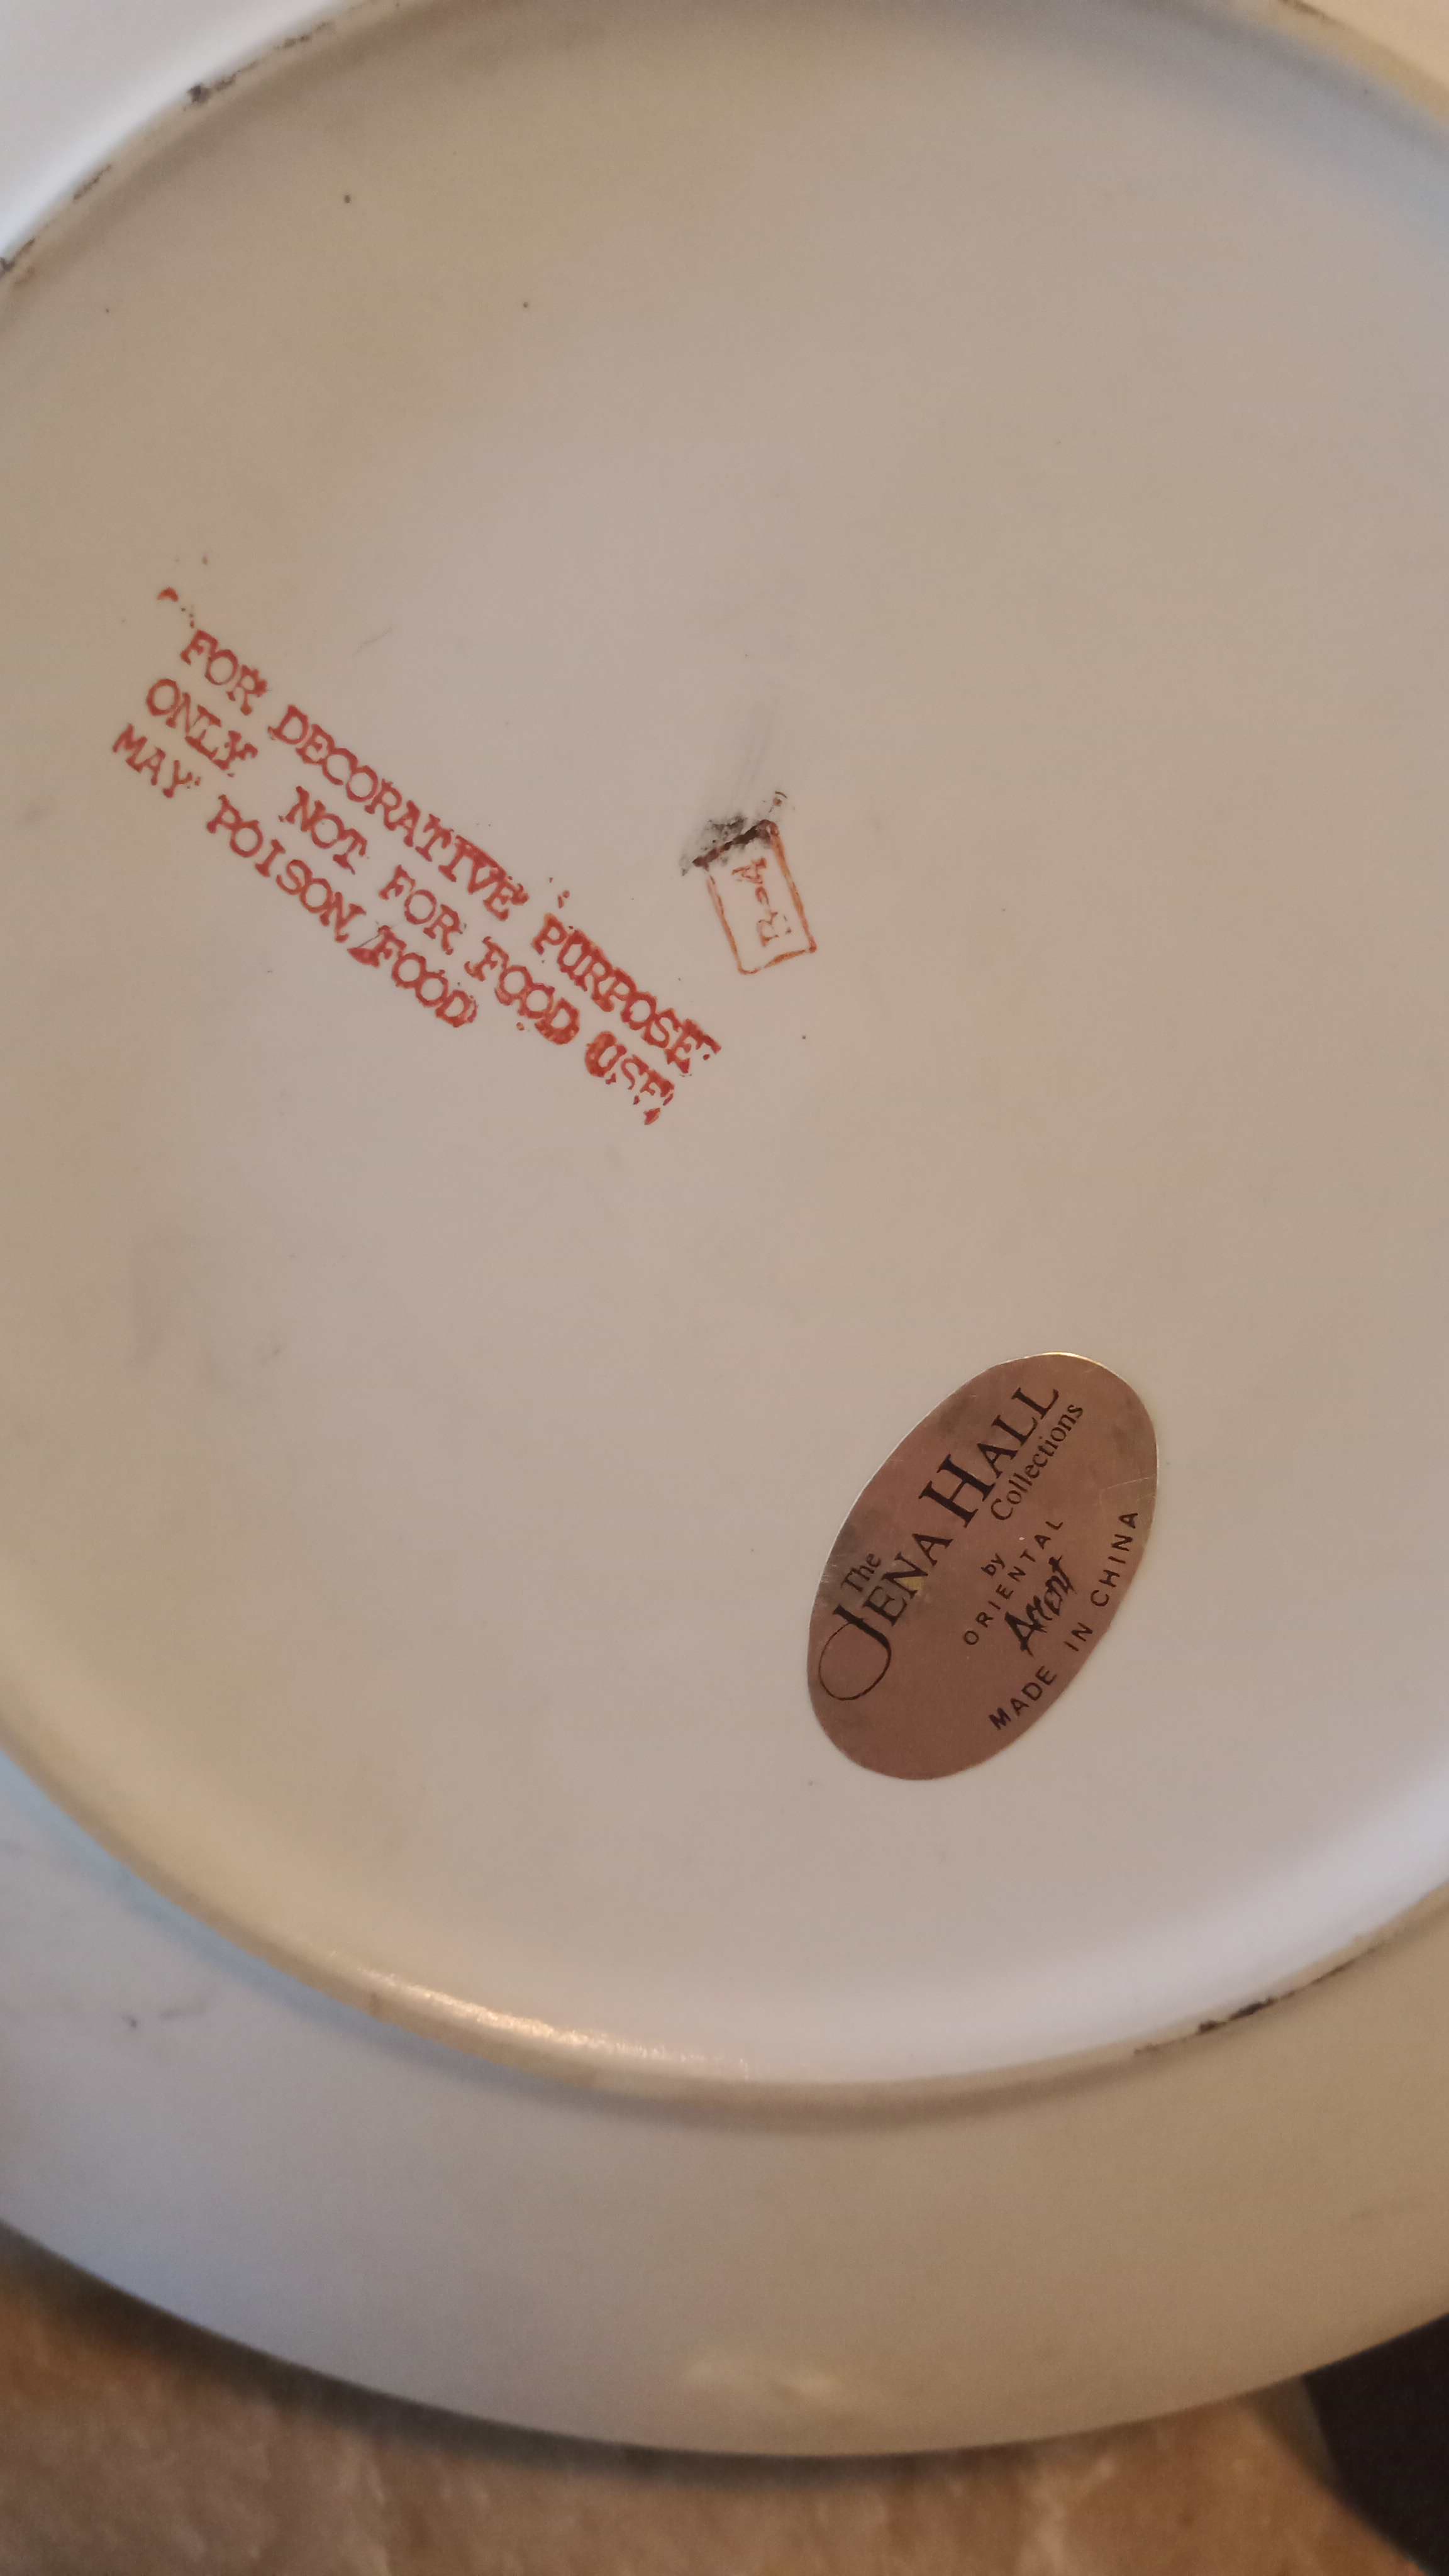 FOR DECORATIVE PURPOSE
ONLY NOT FOR FOOD USE
MAY POISON FOOD
R-A
The
JENA HALL
Collections
by
ORIENTAL
Accent
MADE IN CHINA